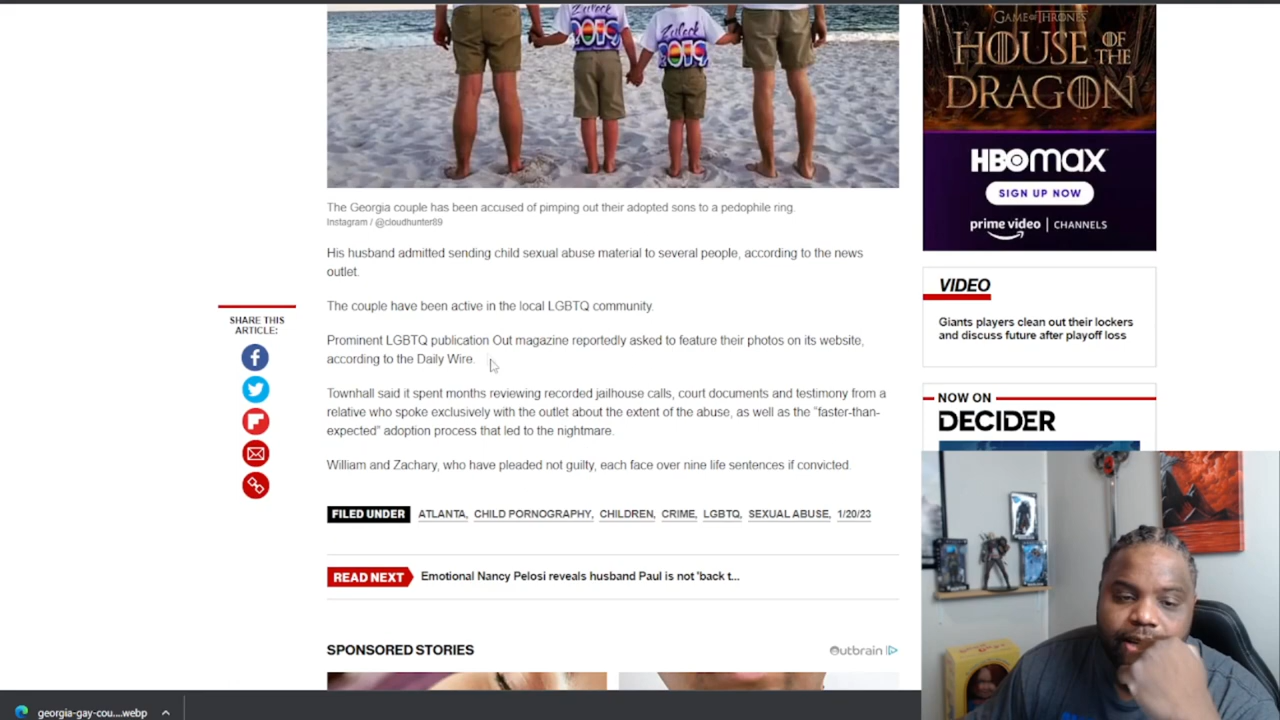 Zulock
2019
Zulock
2019
The Georgia couple has been accused of pimping out their adopted sons to a pedophile ring.
Instagram / @cloudhunter89
His husband admitted sending child sexual abuse material to several people, according to the news
outlet.
The couple have been active in the local LGBTQ community.
Prominent LGBTQ publication Out magazine reportedly asked to feature their photos on its website,
according to the Daily Wire.
Townhall said it spent months reviewing recorded jailhouse calls, court documents and testimony from a
relative who spoke exclusively with the outlet about the extent of the abuse, as well as the “faster-than-
expected” adoption process that led to the nightmare.
William and Zachary, who have pleaded not guilty, each face over nine life sentences if convicted.
FILED UNDER ATLANTA, CHILD PORNOGRAPHY, CHILDREN, CRIME, LGBTQ, SEXUAL ABUSE, 1/20/23
READ NEXT Emotional Nancy Pelosi reveals husband Paul is not 'back t...
SPONSORED STORIES
Outbrain
SHARE THIS
ARTICLE:
GAME OF THRONES
HOUSE OF THE
DRAGON
HBOMAX
SIGN UP NOW
prime video | CHANNELS
VIDEO
Giants players clean out their lockers
and discuss future after playoff loss
NOW ON
DECIDER
georgia-gay-cou....webp